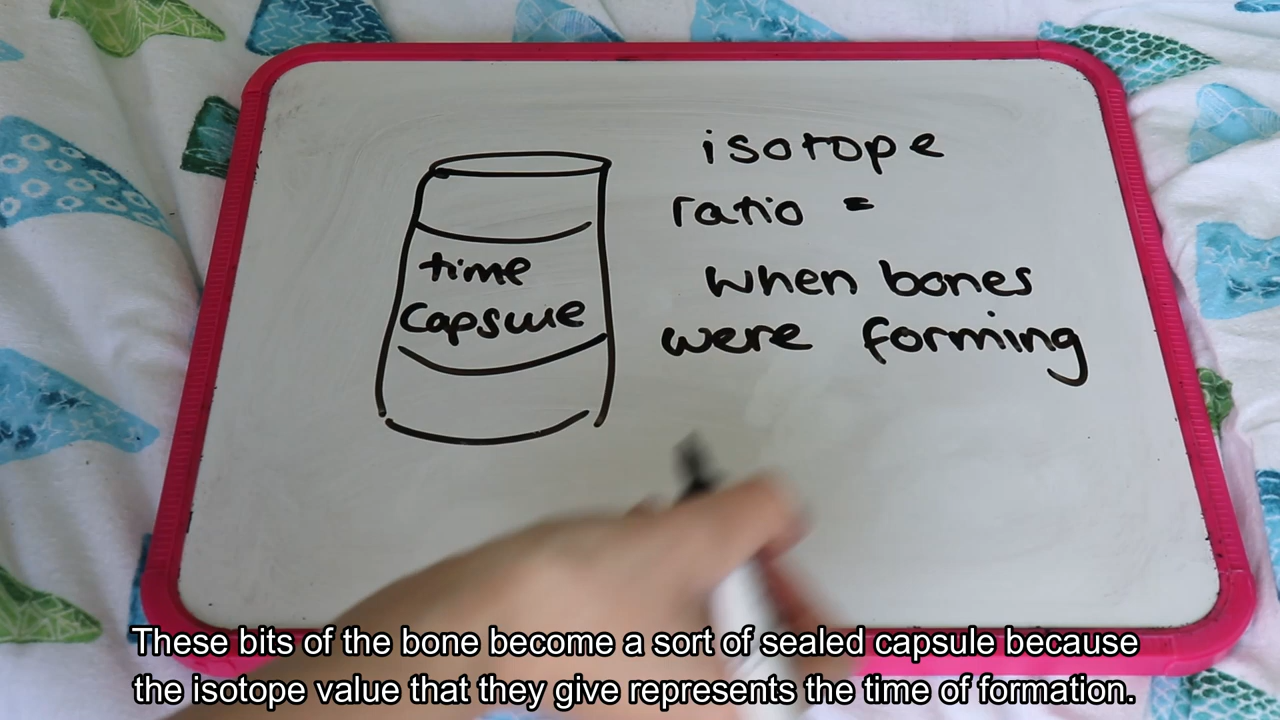 time
capsule
isotope
ratio =
when bones
were forming
These bits of the bone become a sort of sealed capsule because
the isotope value that they give represents the time of formation.